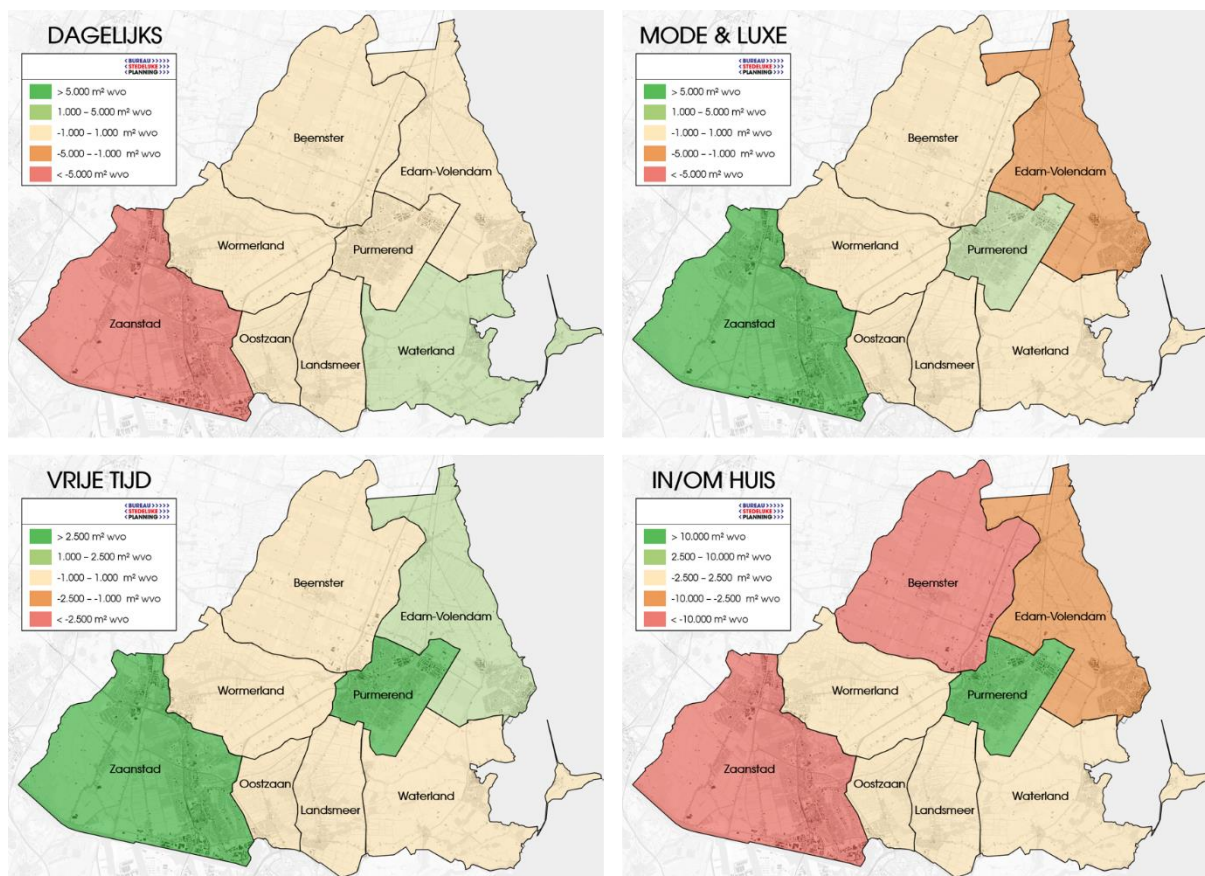 DAGELIJKS
BUREAU
STEDELIJKE
PLANNING
> 5.000 m² wvo
1.000 – 5.000 m² wvo
-1.000 – 1.000 m² wvo
-5.000 – -1.000 m² wvo
< -5.000 m² wvo
Beemster
Edam-Volendam
Wormerland
Purmerend
Zaanstad
Oostzaan
Landsmeer
Waterland
MODE & LUXE
BUREAU
STEDELIJKE
PLANNING
> 5.000 m² wvo
1.000 – 5.000 m² wvo
-1.000 – 1.000 m² wvo
-5.000 – -1.000 m² wvo
< -5.000 m² wvo
Beemster
Edam-Volendam
Wormerland
Purmerend
Zaanstad
Oostzaan
Landsmeer
Waterland
VRIJE TIJD
BUREAU
STEDELIJKE
PLANNING
> 2.500 m² wvo
1.000 – 2.500 m² wvo
-1.000 – 1.000 m² wvo
-2.500 – -1.000 m² wvo
< -2.500 m² wvo
Beemster
Edam-Volendam
Wormerland
Purmerend
Zaanstad
Oostzaan
Landsmeer
Waterland
IN/OM HUIS
BUREAU
STEDELIJKE
PLANNING
> 10.000 m² wvo
2.500 – 10.000 m² wvo
-2.500 – 2.500 m² wvo
-10.000 – -2.500 m² wvo
< -10.000 m² wvo
Beemster
Edam-Volendam
Wormerland
Purmerend
Zaanstad
Oostzaan
Landsmeer
Waterland